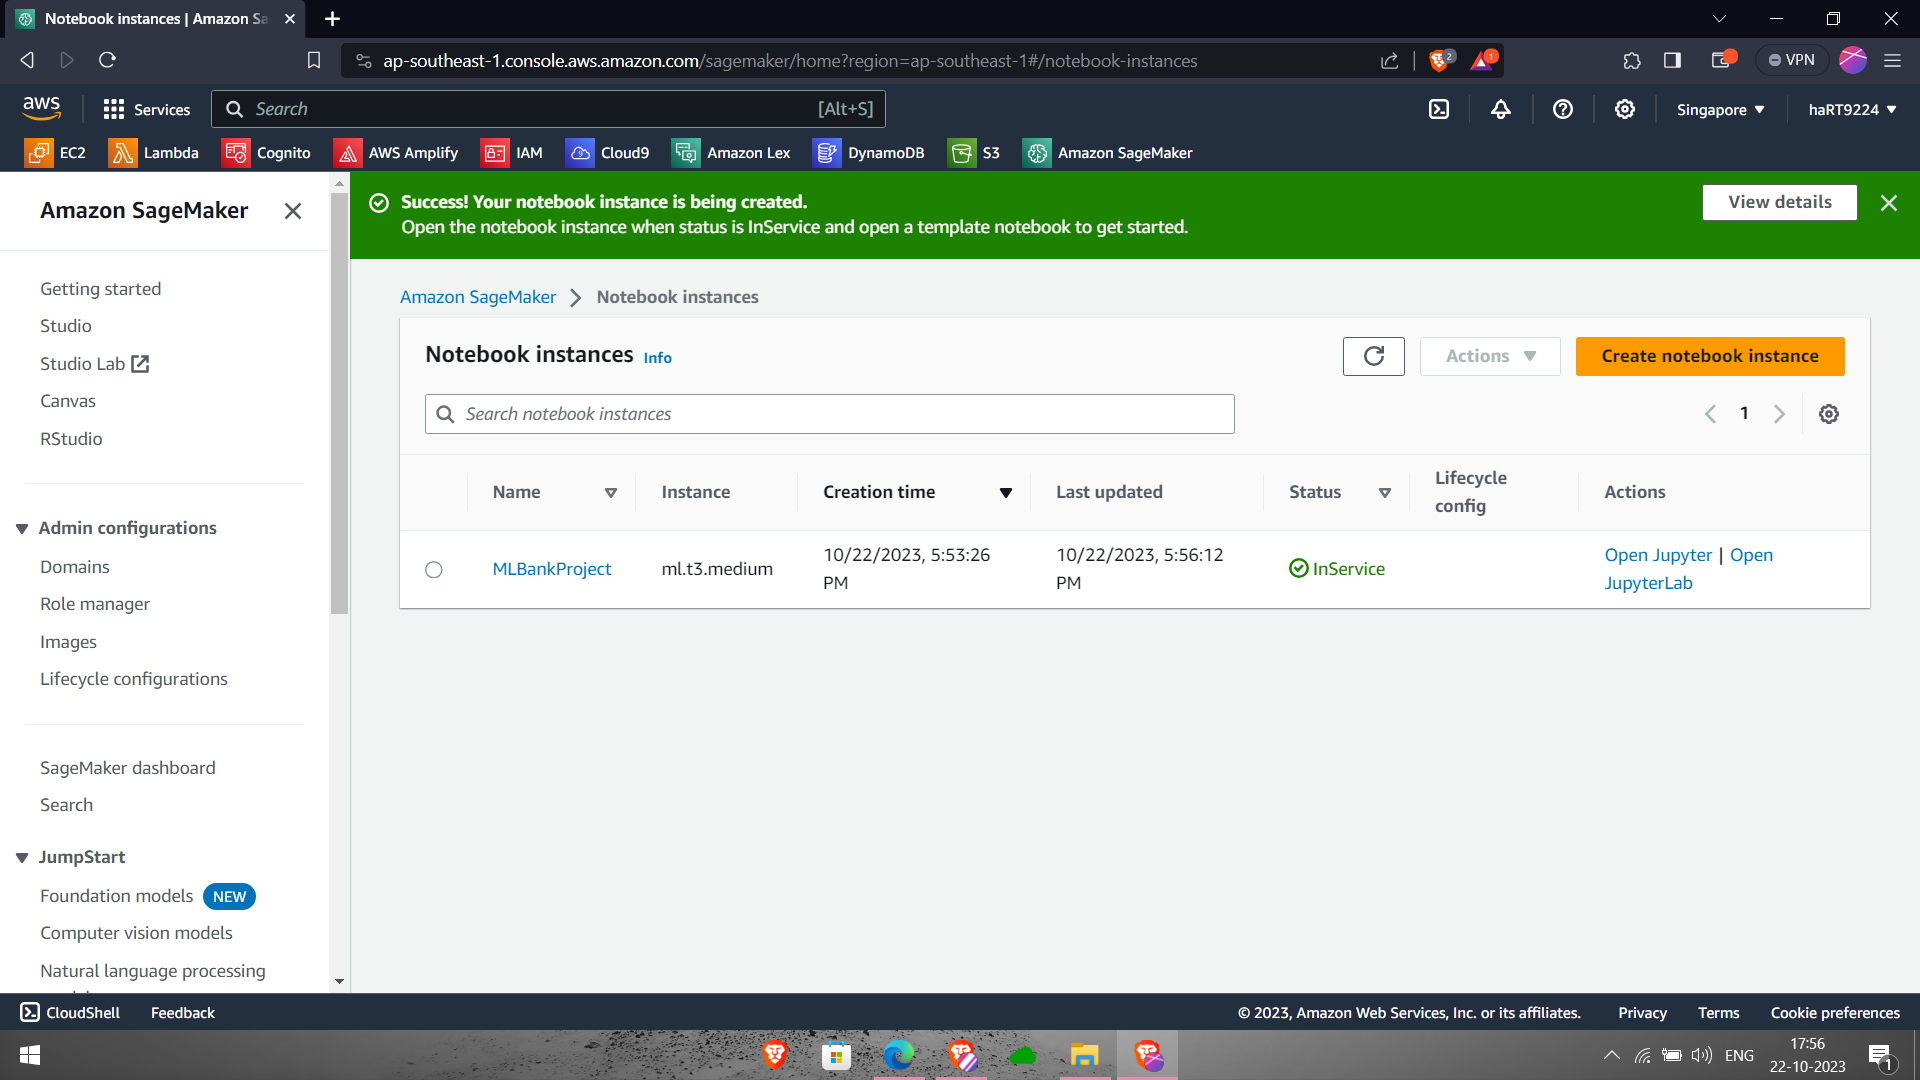 Notebook instances | Amazon Sa
ap-southeast-1.console.aws.amazon.com/sagemaker/home?region=ap-southeast-1#/notebook-instances
2
1
VPN
aws
Services
Search
[Alt+S]
Singapore
haRT9224
EC2
Lambda
Cognito
AWS Amplify
IAM
Cloud9
Amazon Lex
DynamoDB
S3
Amazon SageMaker
Amazon SageMaker
Getting started
Studio
Studio Lab
Canvas
RStudio
Admin configurations
Domains
Role manager
Images
Lifecycle configurations
SageMaker dashboard
Search
JumpStart
Foundation models NEW
Computer vision models
Natural language processing
Success! Your notebook instance is being created.
Open the notebook instance when status is InService and open a template notebook to get started.
View details
Amazon SageMaker
Notebook instances
Notebook instances Info
Actions
Create notebook instance
Search notebook instances
1
Name
Instance
Creation time
Last updated
Status
Lifecycle
config
Actions
MLBankProject
ml.t3.medium
10/22/2023, 5:53:26
PM
10/22/2023, 5:56:12
PM
InService
Open Jupyter | Open
JupyterLab
CloudShell
Feedback
© 2023, Amazon Web Services, Inc. or its affiliates.
Privacy
Terms
Cookie preferences
ENG
17:56
22-10-2023
1